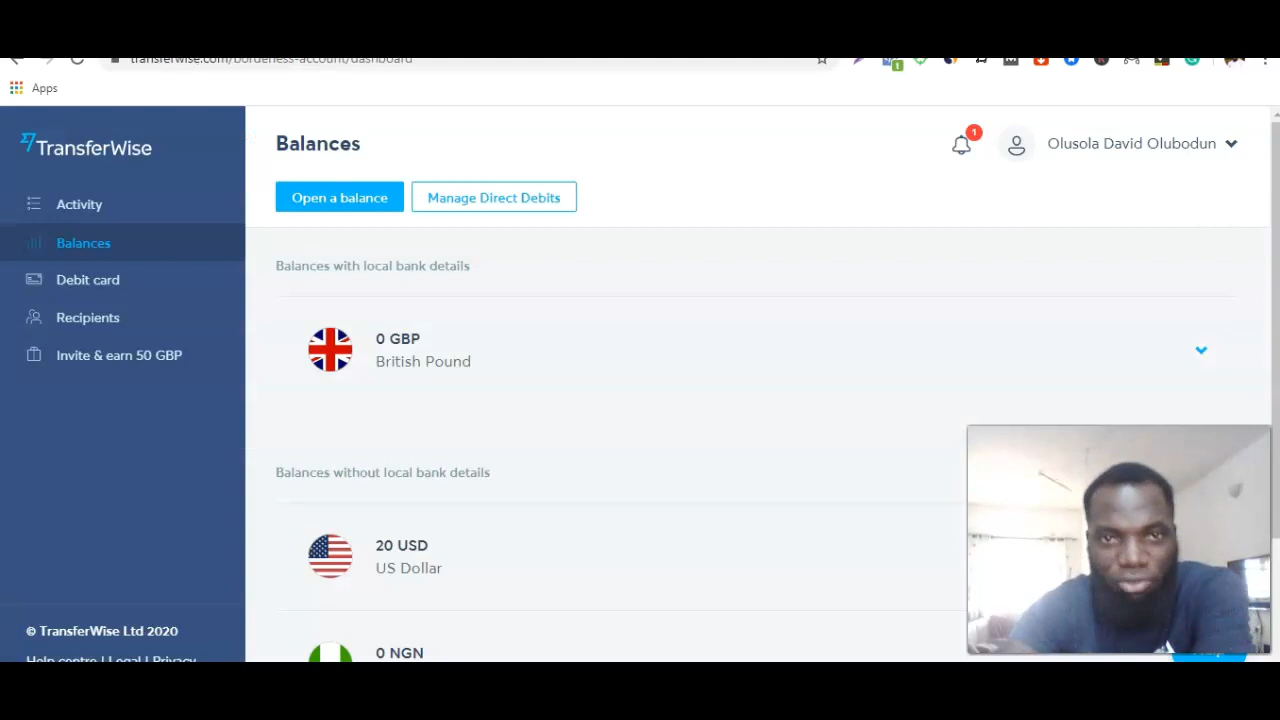 transferwise.com/borderless-account/dashboard
Apps
TransferWise
Balances
1
Olusola David Olubodun
Open a balance
Manage Direct Debits
Activity
Balances
Debit card
Recipients
Invite & earn 50 GBP
Balances with local bank details
0 GBP
British Pound
Balances without local bank details
20 USD
US Dollar
0 NGN
© TransferWise Ltd 2020
Help centre | Legal | Privacy